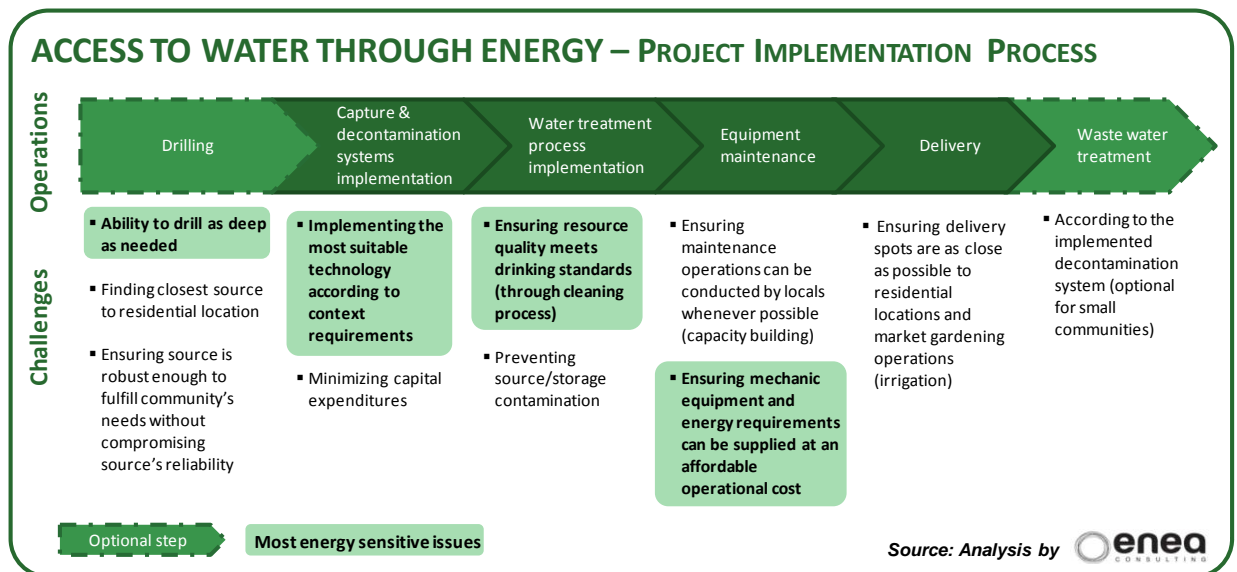 ACCESS TO WATER THROUGH ENERGY – PROJECT IMPLEMENTATION PROCESS
Operations
Drilling
Capture &
decontamination
systems
implementation
Water treatment
process
implementation
Equipment
maintenance
Delivery
Waste water
treatment
Challenges
▪ Ability to drill as deep
as needed
▪ Finding closest source
to residential location
▪ Ensuring source is
robust enough to
fulfill community's
needs without
compromising
source's reliability
▪ Implementing the
most suitable
technology
according to
context
requirements
▪ Minimizing capital
expenditures
▪ Ensuring resource
quality meets
drinking standards
(through cleaning
process)
▪ Preventing
source/storage
contamination
▪ Ensuring
maintenance
operations can be
conducted by locals
whenever possible
(capacity building)
▪ Ensuring mechanic
equipment and
energy requirements
can be supplied at an
affordable
operational cost
▪ Ensuring delivery
spots are as close
as possible to
residential
locations and
market gardening
operations
(irrigation)
▪ According to the
implemented
decontamination
system (optional
for small
communities)
Optional step
Most energy sensitive issues
Source: Analysis by
enea
CONSULTING